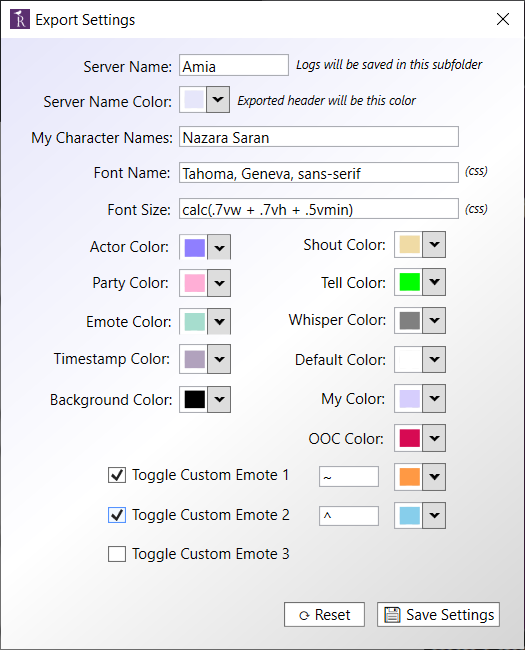 Export Settings
Server Name: Amia Logs will be saved in this subfolder
Server Name Color: Exported header will be this color
My Character Names: Nazara Saran
Font Name: Tahoma, Geneva, sans-serif (css)
Font Size: calc(.7vw + .7vh + .5vmin) (css)
Actor Color: Shout Color:
Party Color: Tell Color:
Emote Color: Whisper Color:
Timestamp Color: Default Color:
Background Color: My Color:
OOC Color:
Toggle Custom Emote 1 ~
Toggle Custom Emote 2 ^
Toggle Custom Emote 3
Reset Save Settings